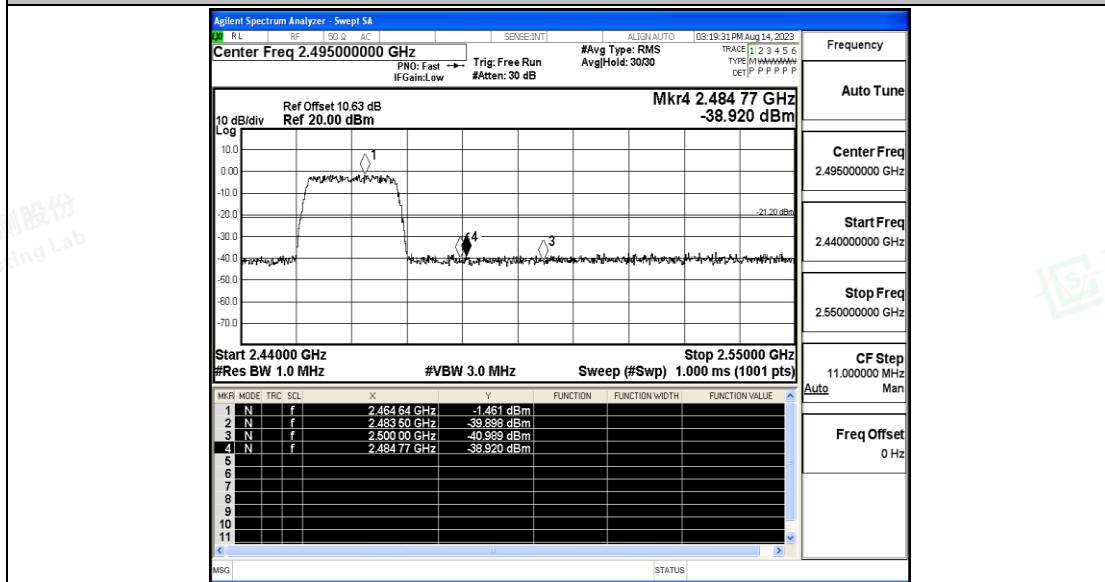 Agilent Spectrum Analyzer - Swept SA
RL RF 50 Ω AC SENSE:INT ALIGNAUTO 03:19:31 PM Aug 14, 2023
Center Freq 2.495000000 GHz
PNO: Fast
IFGain:Low
Trig: Free Run
#Atten: 30 dB
#Avg Type: RMS
Avg|Hold: 30/30
TRACE 1 2 3 4 5 6
TYPE M
DET P P P P P P
Mkr4 2.484 77 GHz
-38.920 dBm
Ref Offset 10.63 dB
10 dB/div Ref 20.00 dBm
Log
10.0
0.00
-10.0
-20.0
-30.0
-40.0
-50.0
-60.0
-70.0
1
4
3
-21.20 dBm
Start 2.44000 GHz Stop 2.55000 GHz
#Res BW 1.0 MHz #VBW 3.0 MHz Sweep (#Swp) 1.000 ms (1001 pts)
MKR MODE TRC SCL X Y FUNCTION FUNCTION WIDTH FUNCTION VALUE
1 N f 2.464 64 GHz -1.461 dBm
2 N f 2.483 50 GHz -39.898 dBm
3 N f 2.500 00 GHz -40.989 dBm
4 N f 2.484 77 GHz -38.920 dBm
5
6
7
8
9
10
11
MSG STATUS
Frequency
Auto Tune
Center Freq
2.495000000 GHz
Start Freq
2.440000000 GHz
Stop Freq
2.550000000 GHz
CF Step
11.000000 MHz
Auto Man
Freq Offset
0 Hz
股份
Lab